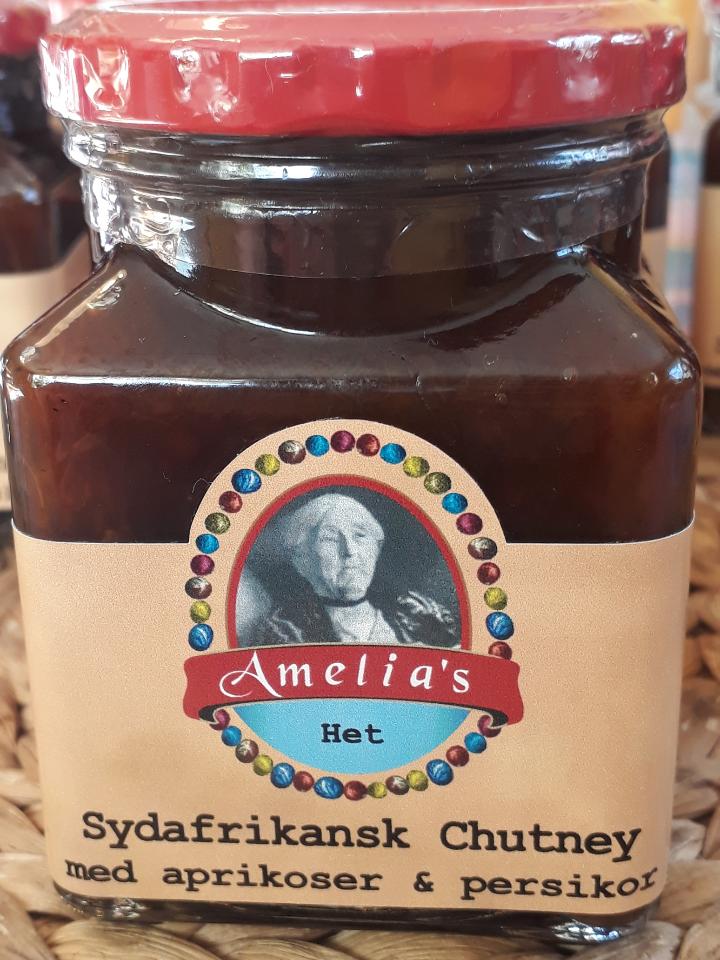 Amelia's
Het
Sydafrikansk Chutney
med aprikoser & persikor